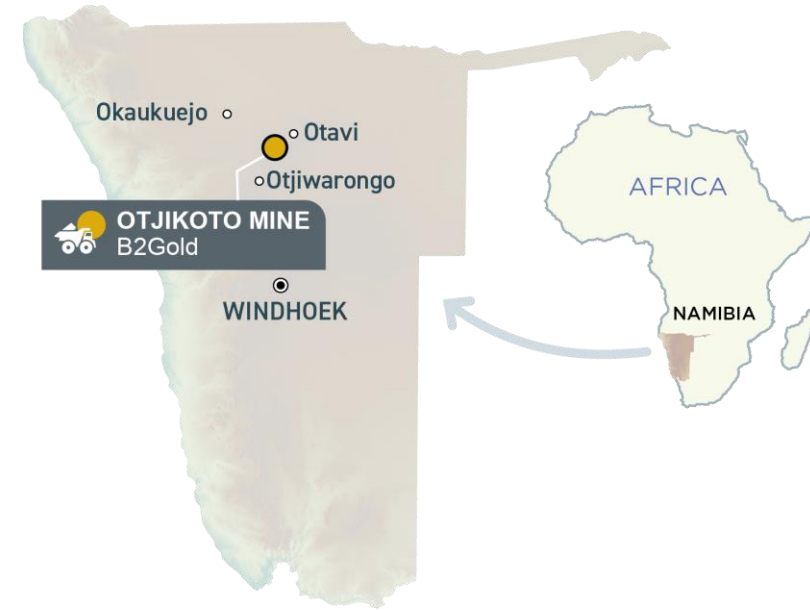 Okaukuejo
Otavi
Otjiwarongo
OTJIKOTO MINE
B2Gold
WINDHOEK
AFRICA
NAMIBIA